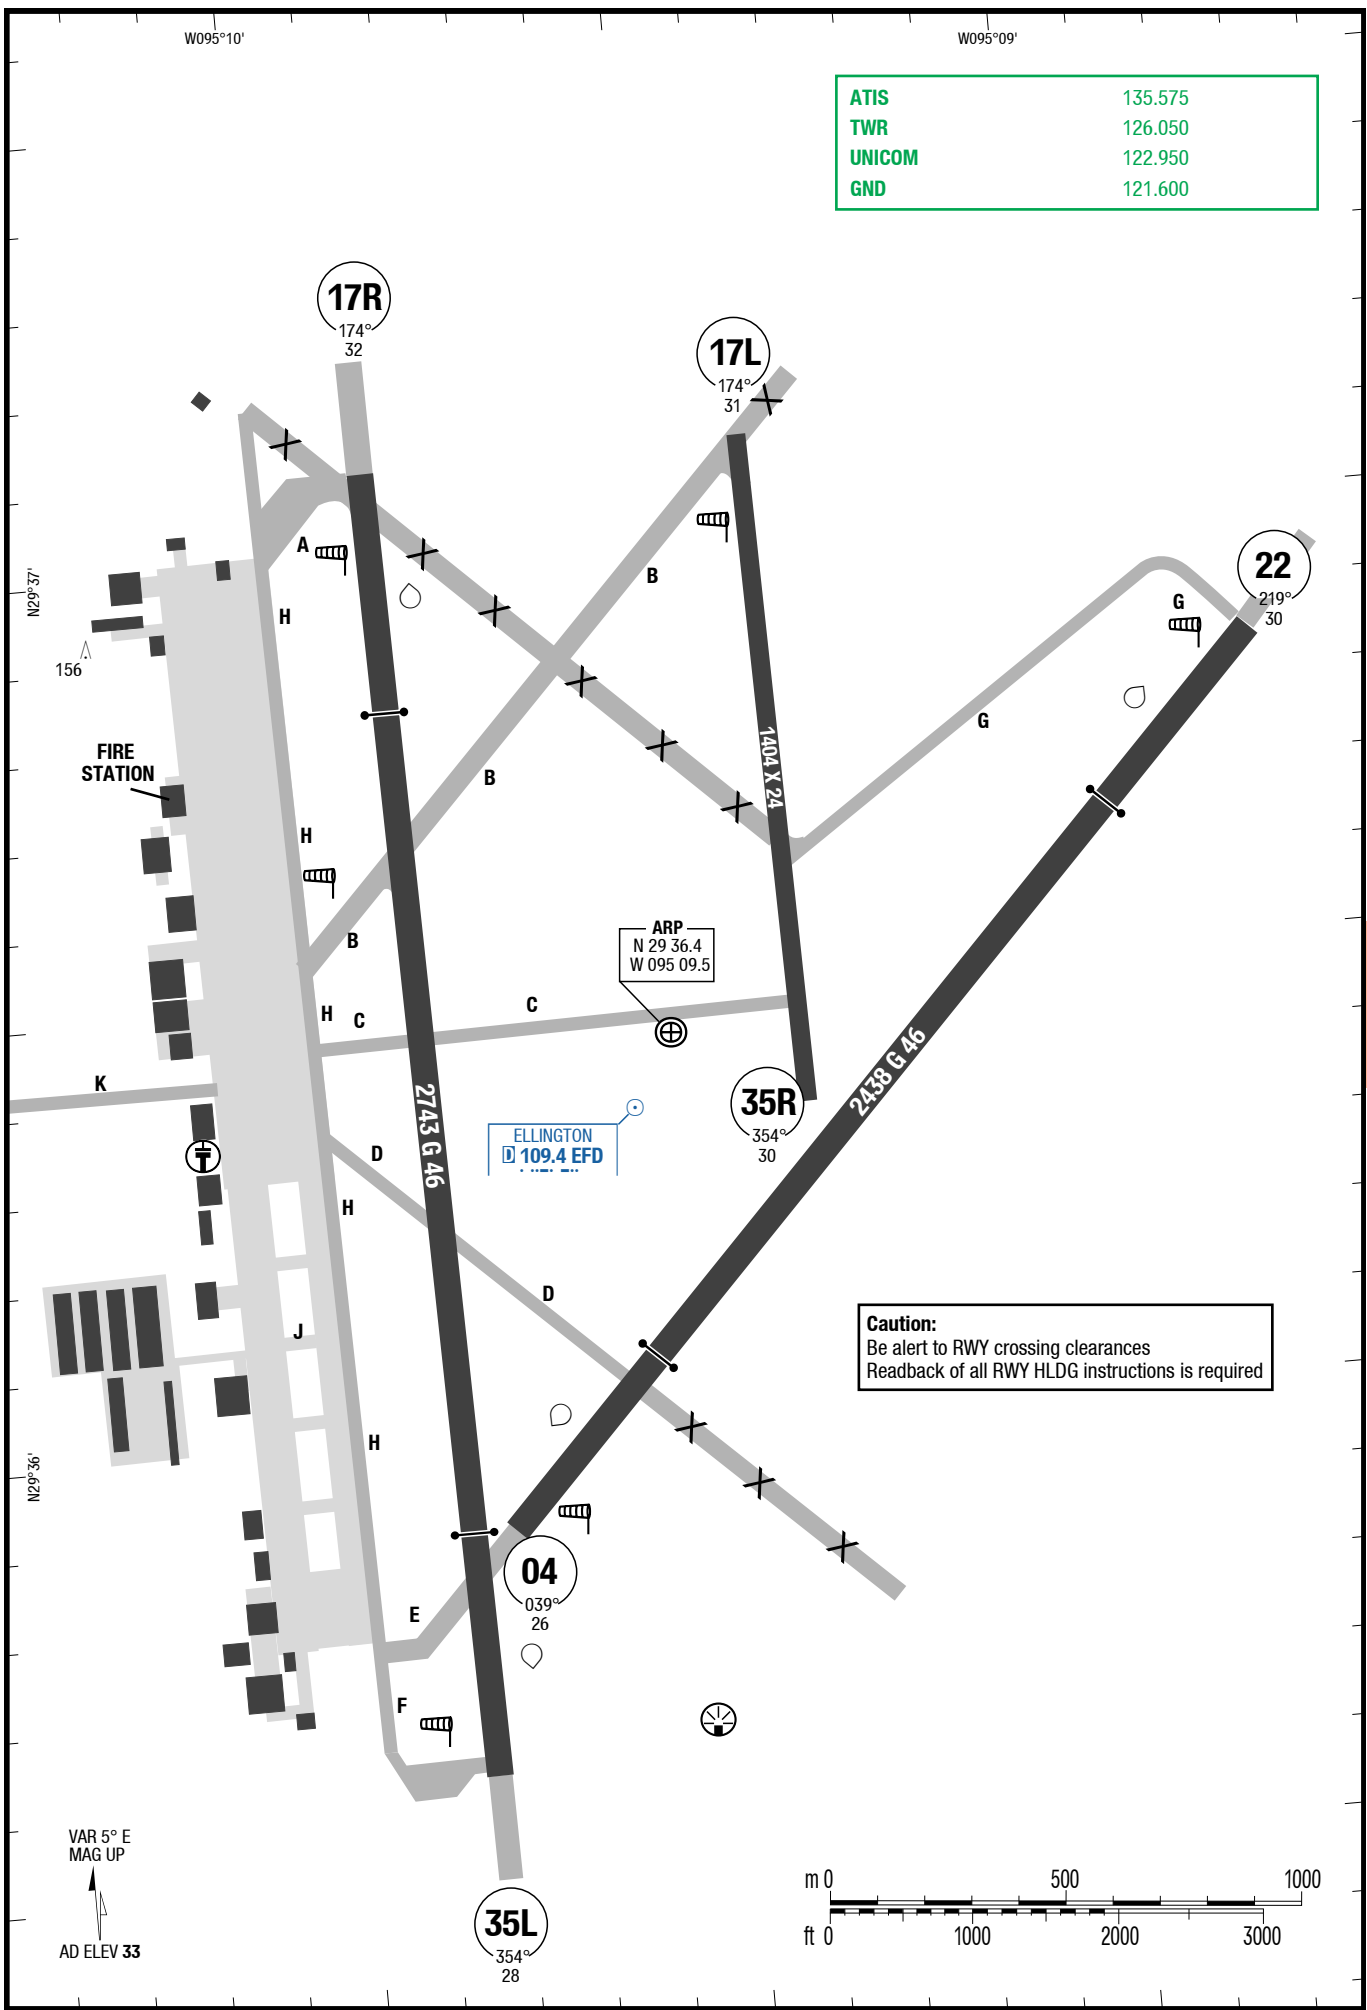 W095°10'
W095°09'
ATIS 135.575
TWR 126.050
UNICOM 122.950
GND 121.600
17R
174°
32
17L
174°
31
22
219°
30
A
B
G
H
N29°37'
156
G
FIRE
STATION
1404 X 24
B
H
B
ARP
N 29 36.4
W 095 09.5
C
H
C
2438 G 46
K
2743 G 46
35R
354°
30
ELLINGTON
D 109.4 EFD
D
H
D
J
Caution:
Be alert to RWY crossing clearances
Readback of all RWY HLDG instructions is required
H
N29°36'
04
039°
26
E
F
VAR 5° E
MAG UP
AD ELEV 33
35L
354°
28
m 0 500 1000
ft 0 1000 2000 3000